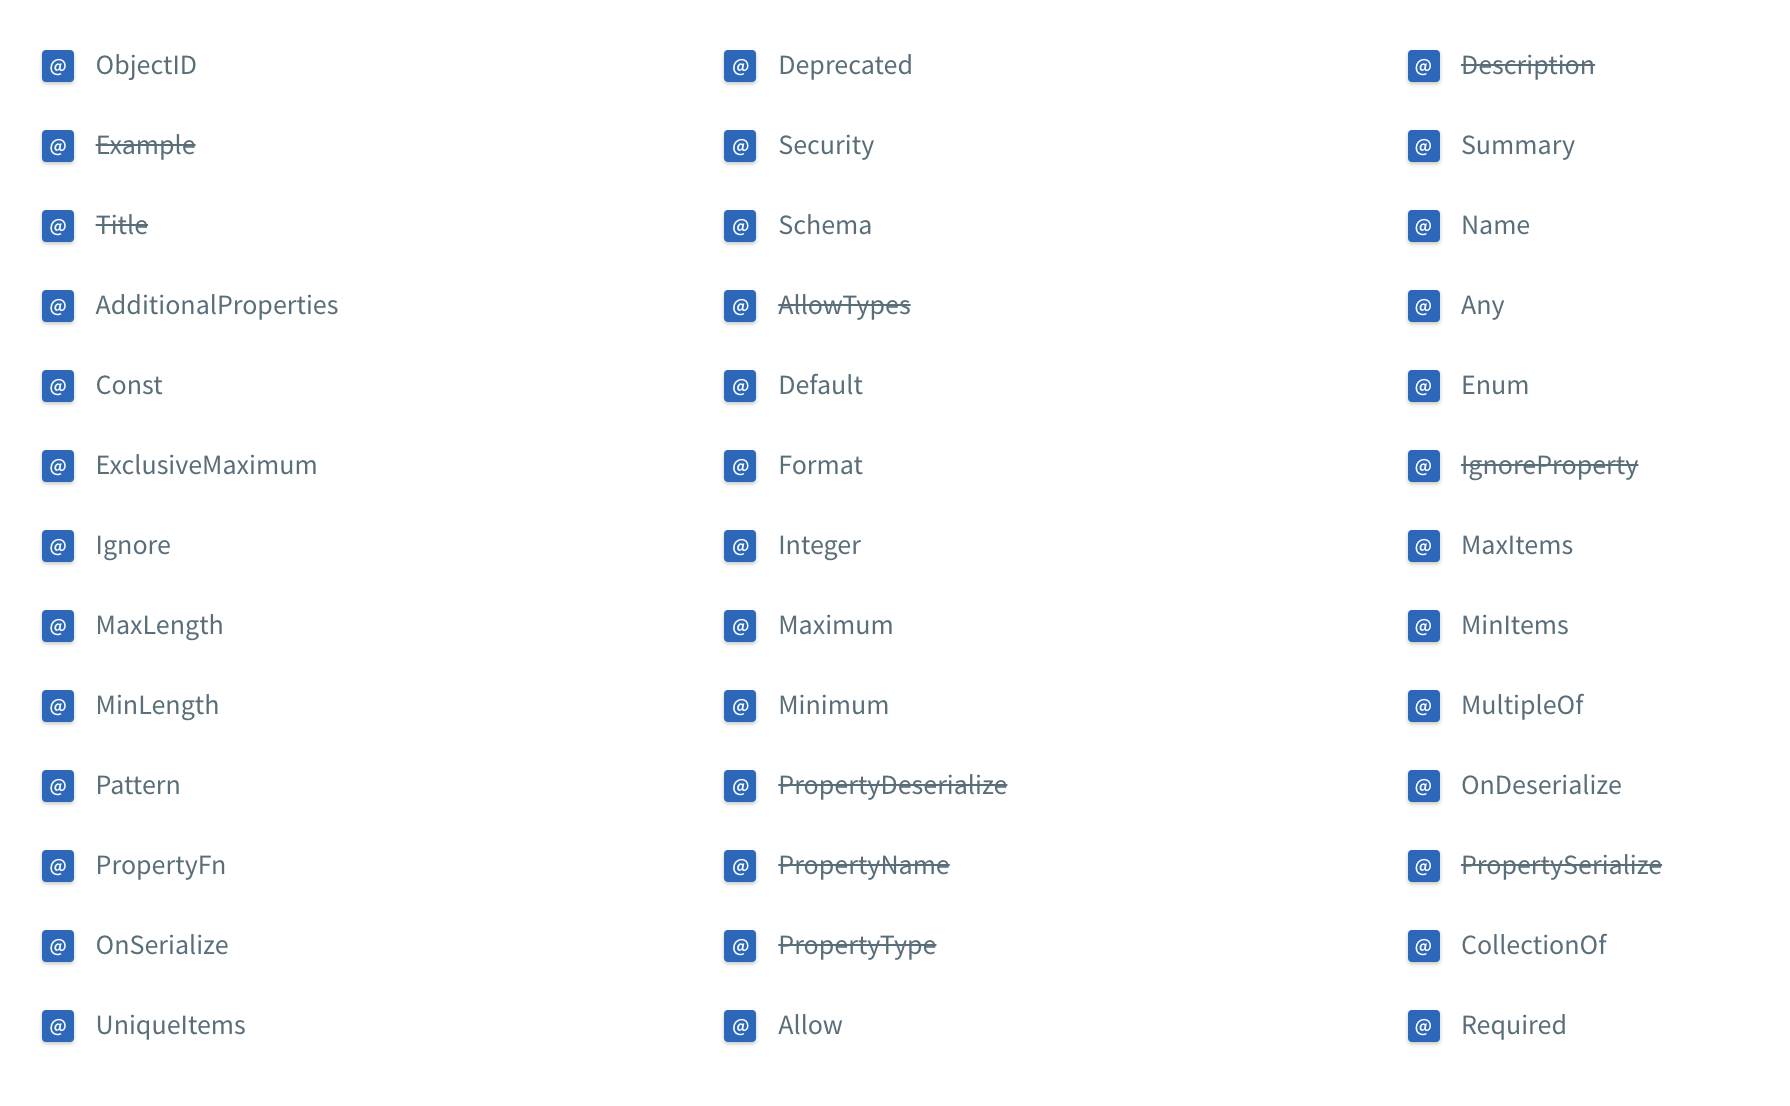 @ ObjectID @ Deprecated @ Description
@ Example @ Security @ Summary
@ Title @ Schema @ Name
@ AdditionalProperties @ AllowTypes @ Any
@ Const @ Default @ Enum
@ ExclusiveMaximum @ Format @ IgnoreProperty
@ Ignore @ Integer @ MaxItems
@ MaxLength @ Maximum @ MinItems
@ MinLength @ Minimum @ MultipleOf
@ Pattern @ PropertyDeserialize @ OnDeserialize
@ PropertyFn @ PropertyName @ PropertySerialize
@ OnSerialize @ PropertyType @ CollectionOf
@ UniqueItems @ Allow @ Required